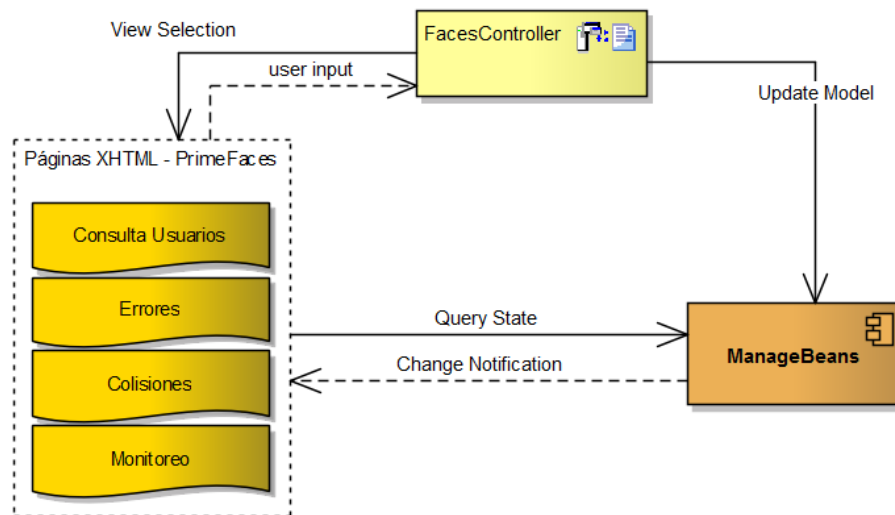 View Selection
FacesController
user input
Update Model
Páginas XHTML - PrimeFaces
Consulta Usuarios
Errores
Query State
ManageBeans
Change Notification
Colisiones
Monitoreo